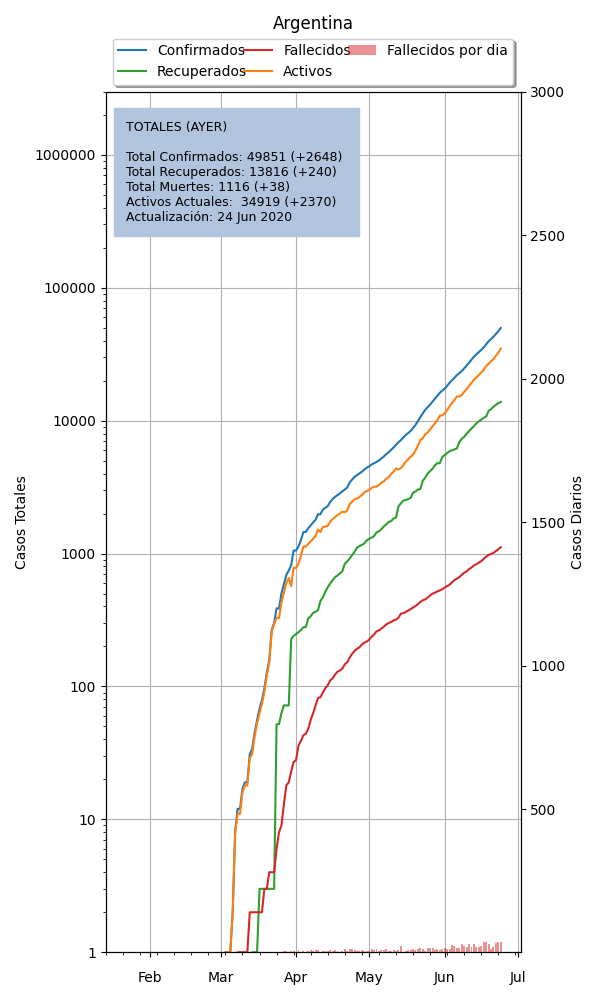 Argentina
Confirmados Fallecidos Fallecidos por dia
Recuperados Activos
TOTALES (AYER)
Total Confirmados: 49851 (+2648)
Total Recuperados: 13816 (+240)
Total Muertes: 1116 (+38)
Activos Actuales:  34919 (+2370)
Actualización: 24 Jun 2020
Casos Totales
1000000
100000
10000
1000
100
10
1
3000
2500
2000
1500
1000
500
Casos Diarios
Feb Mar Apr May Jun Jul